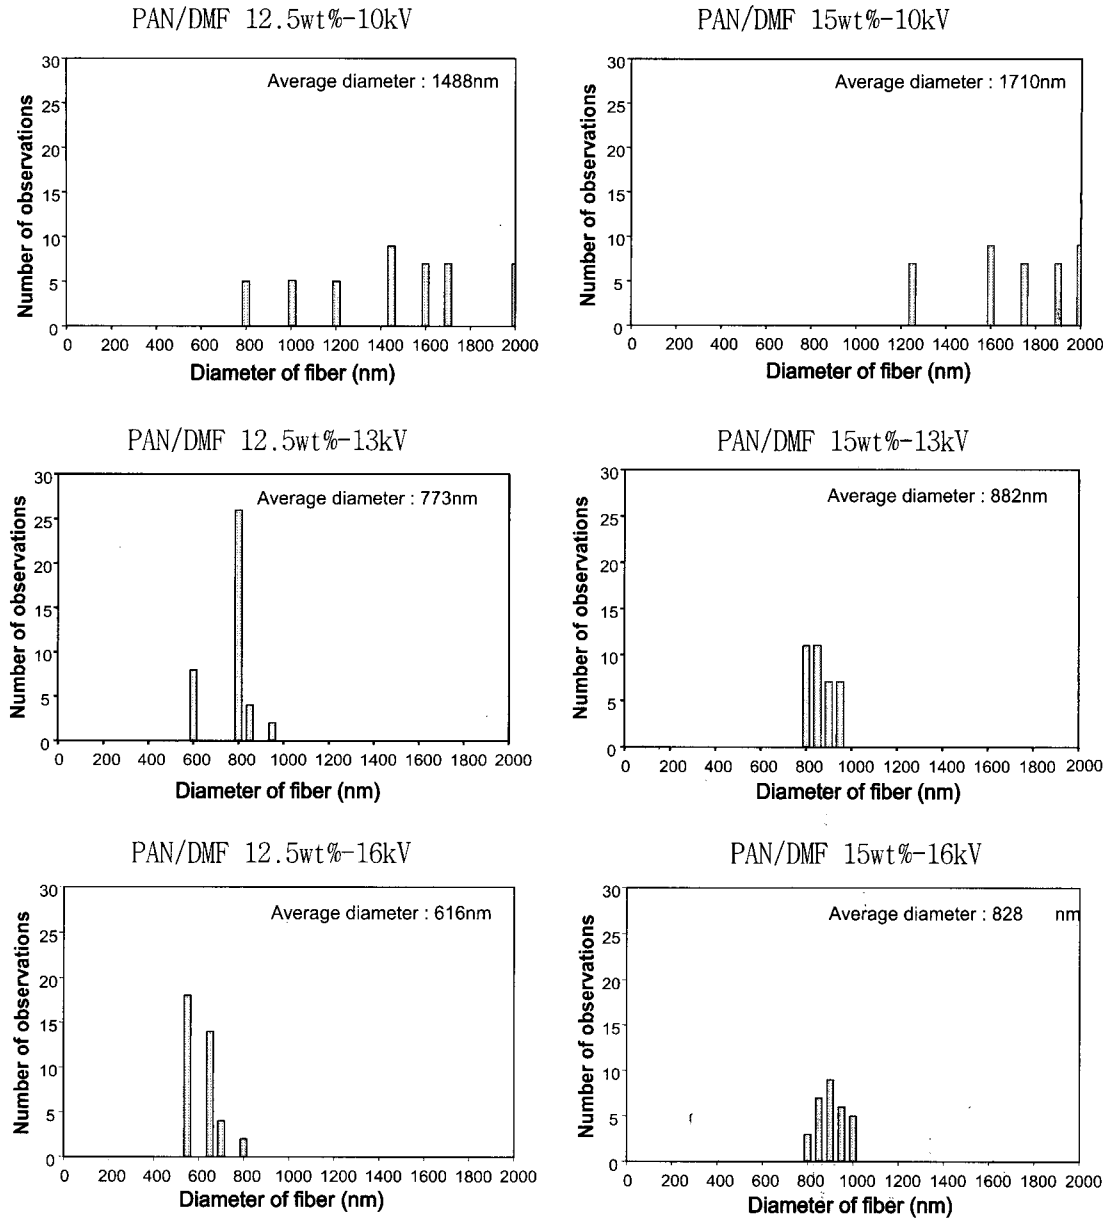 PAN/DMF 12.5wt%-10kV
Average diameter : 1488nm
Number of observations
30
25
20
15
10
5
0
0 200 400 600 800 1000 1200 1400 1600 1800 2000
Diameter of fiber (nm)
PAN/DMF 15wt%-10kV
Average diameter : 1710nm
Number of observations
30
25
20
15
10
5
0
0 200 400 600 800 1000 1200 1400 1600 1800 2000
Diameter of fiber (nm)
PAN/DMF 12.5wt%-13kV
Average diameter : 773nm
Number of observations
30
25
20
15
10
5
0
0 200 400 600 800 1000 1200 1400 1600 1800 2000
Diameter of fiber (nm)
PAN/DMF 15wt%-13kV
Average diameter : 882nm
Number of observations
30
25
20
15
10
5
0
0 200 400 600 800 1000 1200 1400 1600 1800 2000
Diameter of fiber (nm)
PAN/DMF 12.5wt%-16kV
Average diameter : 616nm
Number of observations
30
25
20
15
10
5
0
0 200 400 600 800 1000 1200 1400 1600 1800 2000
Diameter of fiber (nm)
PAN/DMF 15wt%-16kV
Average diameter : 828 nm
Number of observations
30
25
20
15
10
5
0
0 200 400 600 800 1000 1200 1400 1600 1800 2000
Diameter of fiber (nm)